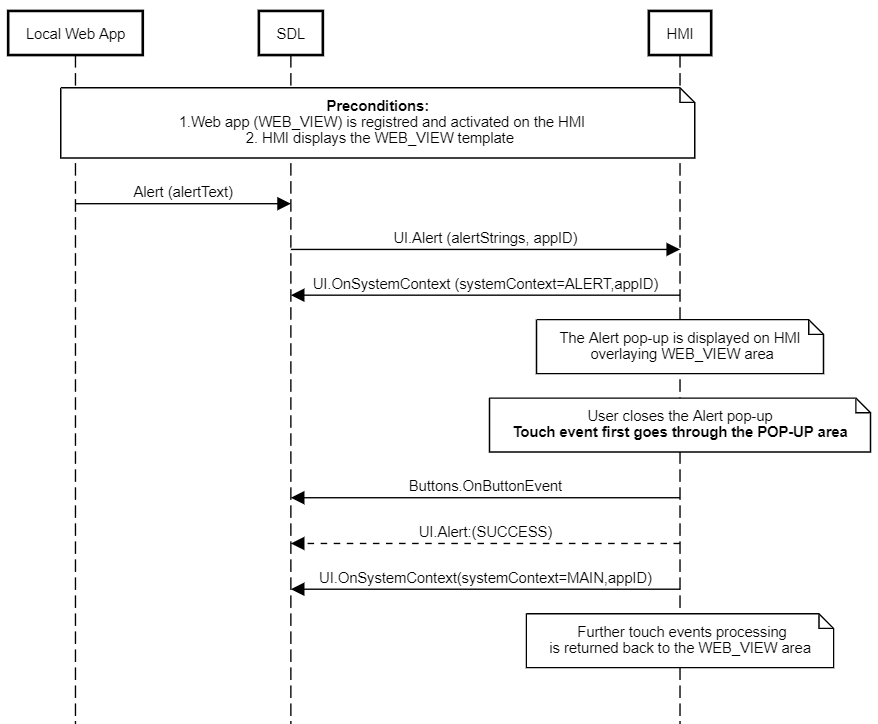 Local Web App
SDL
HMI
Preconditions:
1.Web app (WEB_VIEW) is registred and activated on the HMI
2. HMI displays the WEB_VIEW template
Alert (alertText)
UI.Alert (alertStrings, appID)
UI.OnSystemContext (systemContext=ALERT,appID)
The Alert pop-up is displayed on HMI
overlaying WEB_VIEW area
User closes the Alert pop-up
Touch event first goes through the POP-UP area
Buttons.OnButtonEvent
UI.Alert:(SUCCESS)
UI.OnSystemContext(systemContext=MAIN,appID)
Further touch events processing
is returned back to the WEB_VIEW area